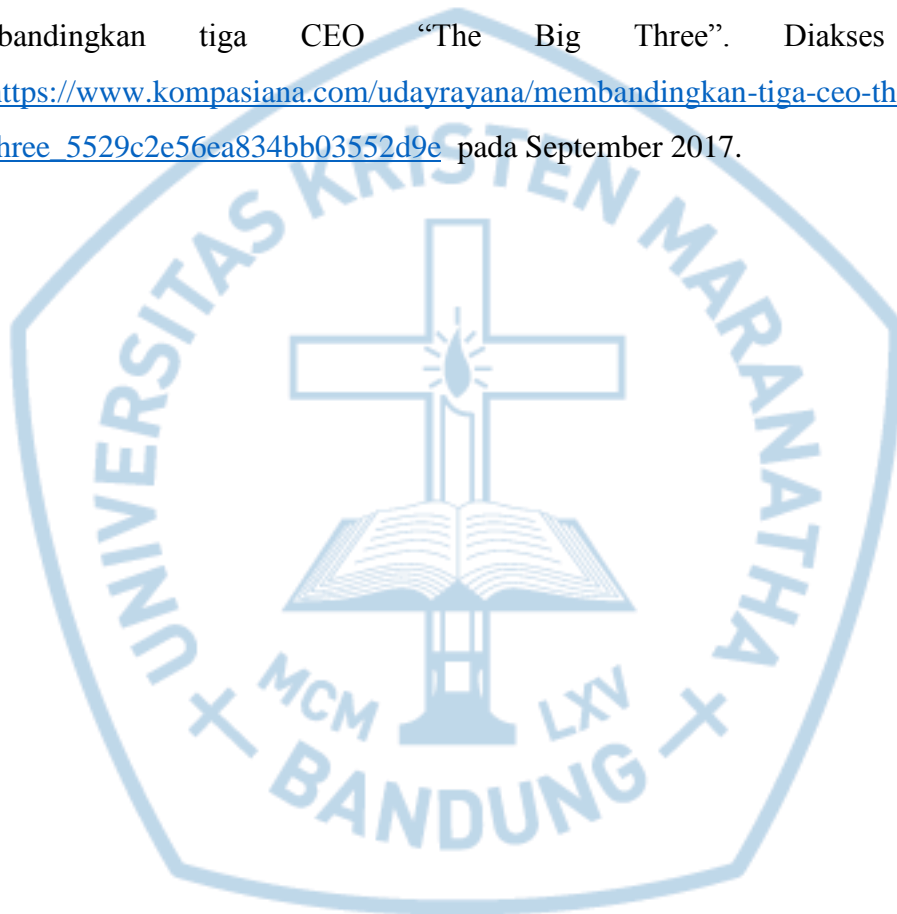 bandingkan tiga CEO “The Big Three”. Diakses
https://www.kompasiana.com/udayrayana/membandingkan-tiga-ceo-th
hree_5529c2e56ea834bb03552d9e pada September 2017.
UNIVERSITAS KRISTEN MARANATHA
MCM LXV
BANDUNG